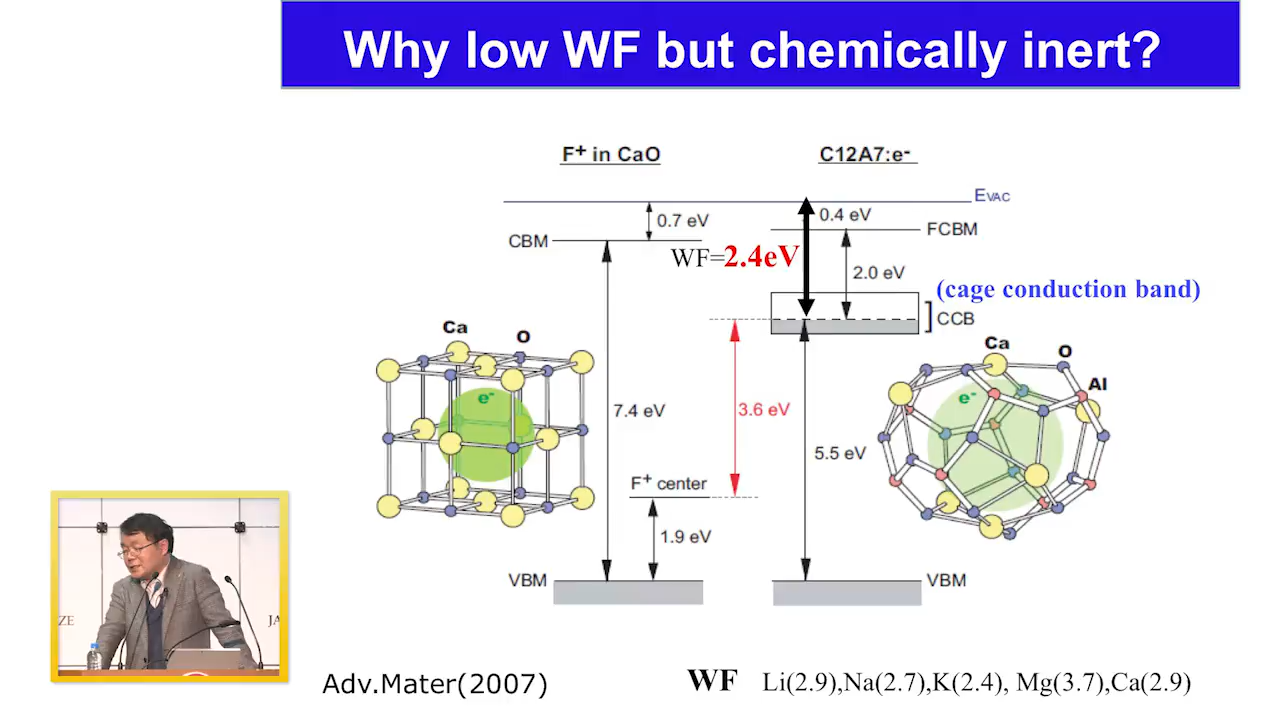 Why low WF but chemically inert?
F+ in CaO
C12A7:e-
EVAC
0.7 eV
0.4 eV
FCBM
CBM
WF=2.4eV
2.0 eV
(cage conduction band)
CCB
Ca
O
Ca
O
Al
e-
e-
7.4 eV
3.6 eV
5.5 eV
F+ center
1.9 eV
VBM
VBM
ZE
JA
Adv.Mater(2007)
WF Li(2.9),Na(2.7),K(2.4), Mg(3.7),Ca(2.9)